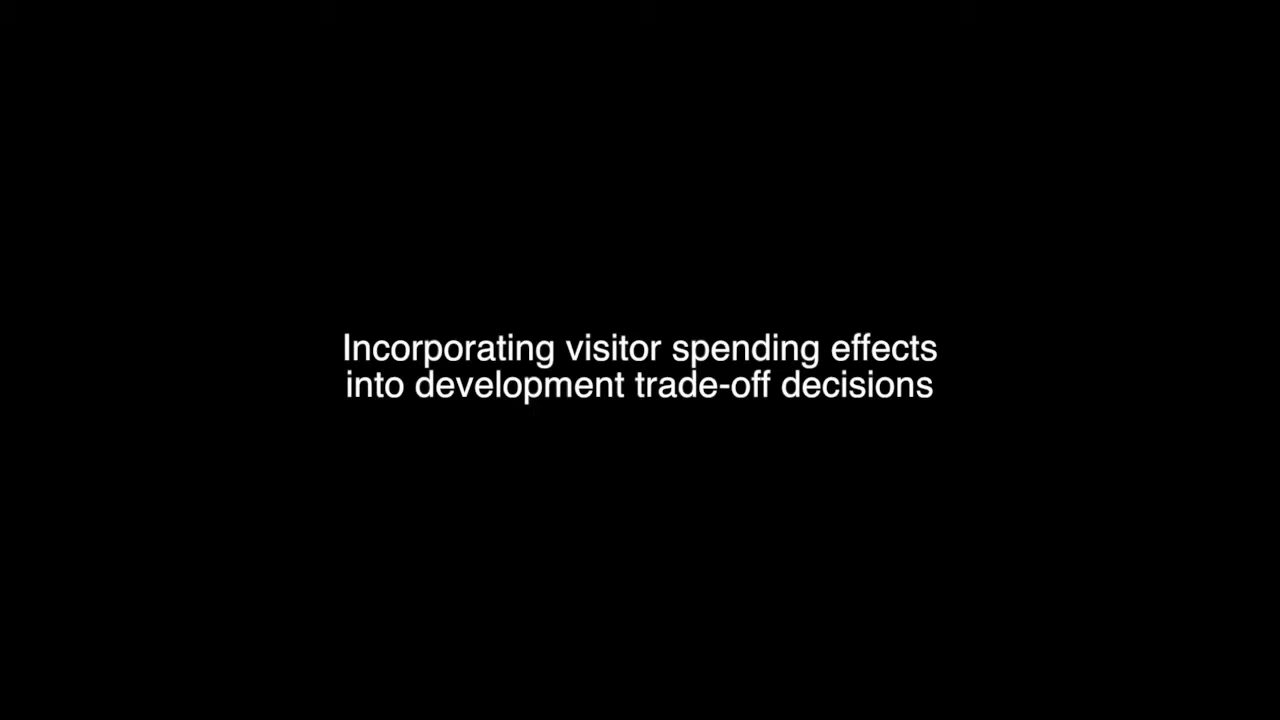 Incorporating visitor spending effects
into development trade-off decisions